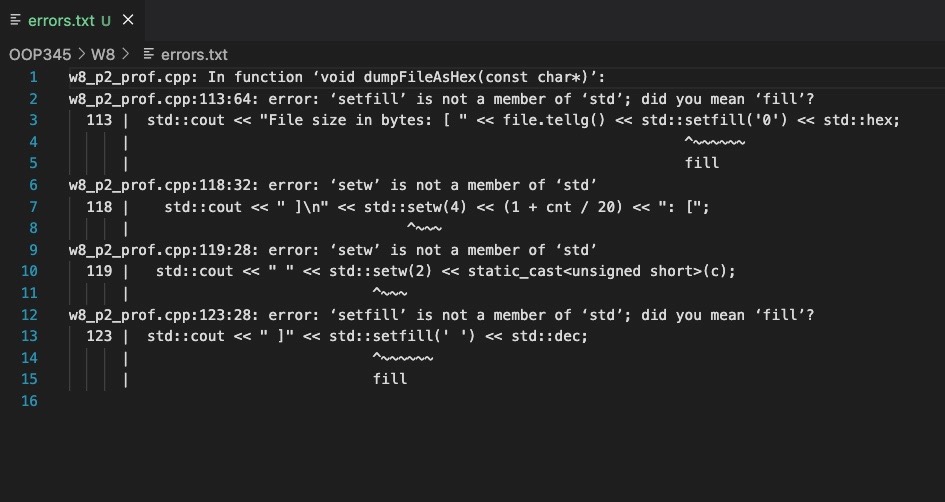 errors.txt U ×
OOP345 > W8 > errors.txt
1 w8_p2_prof.cpp: In function ‘void dumpFileAsHex(const char*)’:
2 w8_p2_prof.cpp:113:64: error: ‘setfill’ is not a member of ‘std’; did you mean ‘fill’?
3 113 | std::cout << "File size in bytes: [ " << file.tellg() << std::setfill('0') << std::hex;
4 | ^~~~~~~
5 | fill
6 w8_p2_prof.cpp:118:32: error: ‘setw’ is not a member of ‘std’
7 118 | std::cout << " ]\n" << std::setw(4) << (1 + cnt / 20) << ": [";
8 | ^~~~
9 w8_p2_prof.cpp:119:28: error: ‘setw’ is not a member of ‘std’
10 119 | std::cout << " " << std::setw(2) << static_cast<unsigned short>(c);
11 | ^~~~
12 w8_p2_prof.cpp:123:28: error: ‘setfill’ is not a member of ‘std’; did you mean ‘fill’?
13 123 | std::cout << " ]" << std::setfill(' ') << std::dec;
14 | ^~~~~~~
15 | fill
16